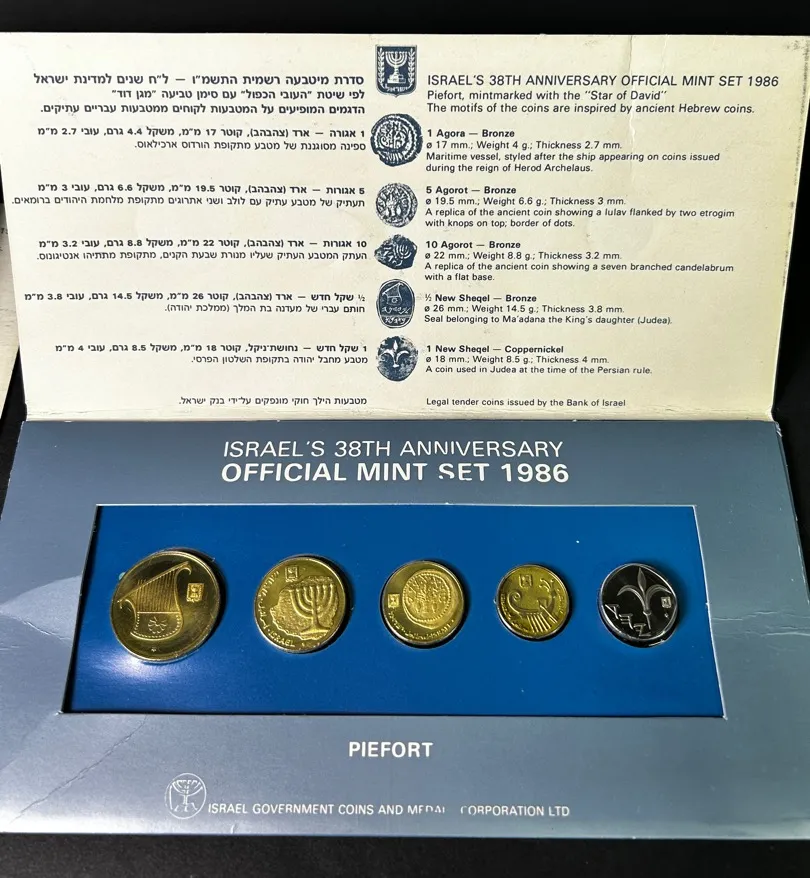 סדרת מיטבעה רשמית התשמ"ו — ל"ח שנים למדינת ישראל
לפי שיטת "העובי הכפול" עם סימן טביעה "מגן דוד"
הדגמים המופיעים על המטבעות לקוחים ממטבעות עבריים עתיקים.
1 אגורה — ארד (צהבהב), קוטר 17 מ"מ, משקל 4.4 גרם, עובי 2.7 מ"מ
ספינה מסוגננת של מטבע מתקופת הורדוס ארכילאוס.
5 אגורות — ארד (צהבהב), קוטר 19.5 מ"מ, משקל 6.6 גרם, עובי 3 מ"מ
תעתיק של מטבע עתיק עם לולב ושני אתרוגים מתקופת מלחמת היהודים ברומאים.
10 אגורות — ארד (צהבהב), קוטר 22 מ"מ, משקל 8.8 גרם, עובי 3.2 מ"מ
העתק המטבע העתיק שעליו מנורת שבעת הקנים, מתקופת מתתיהו אנטיגונוס.
½ שקל חדש — ארד (צהבהב), קוטר 26 מ"מ, משקל 14.5 גרם, עובי 3.8 מ"מ
חותם עברי של מעדנה בת המלך (ממלכת יהודה).
1 שקל חדש — נחושת־ניקל, קוטר 18 מ"מ, משקל 8.5 גרם, עובי 4 מ"מ
מטבע מחבל יהודה בתקופת השלטון הפרסי.
מטבעות הילך חוקי מונפקים על־ידי בנק ישראל.
ISRAEL'S 38TH ANNIVERSARY OFFICIAL MINT SET 1986
Piefort, mintmarked with the "Star of David"
The motifs of the coins are inspired by ancient Hebrew coins.
1 Agora – Bronze
ø 17 mm.; Weight 4 g.; Thickness 2.7 mm.
Maritime vessel, styled after the ship appearing on coins issued
during the reign of Herod Archelaus.
5 Agorot – Bronze
ø 19.5 mm.; Weight 6.6 g.; Thickness 3 mm.
A replica of the ancient coin showing a lulav flanked by two etrogim
with knops on top; border of dots.
10 Agorot – Bronze
ø 22 mm.; Weight 8.8 g.; Thickness 3.2 mm.
A replica of the ancient coin showing a seven branched candelabrum
with a flat base.
½ New Sheqel – Bronze
ø 26 mm.; Weight 14.5 g.; Thickness 3.8 mm.
Seal belonging to Ma'adana the King's daughter (Judea).
1 New Sheqel – Coppernickel
ø 18 mm.; Weight 8.5 g.; Thickness 4 mm.
A coin used in Judea at the time of the Persian rule.
Legal tender coins issued by the Bank of Israel
ISRAEL'S 38TH ANNIVERSARY
OFFICIAL MINT SET 1986
ISRAEL
PIEFORT
ISRAEL GOVERNMENT COINS AND MEDAL CORPORATION LTD